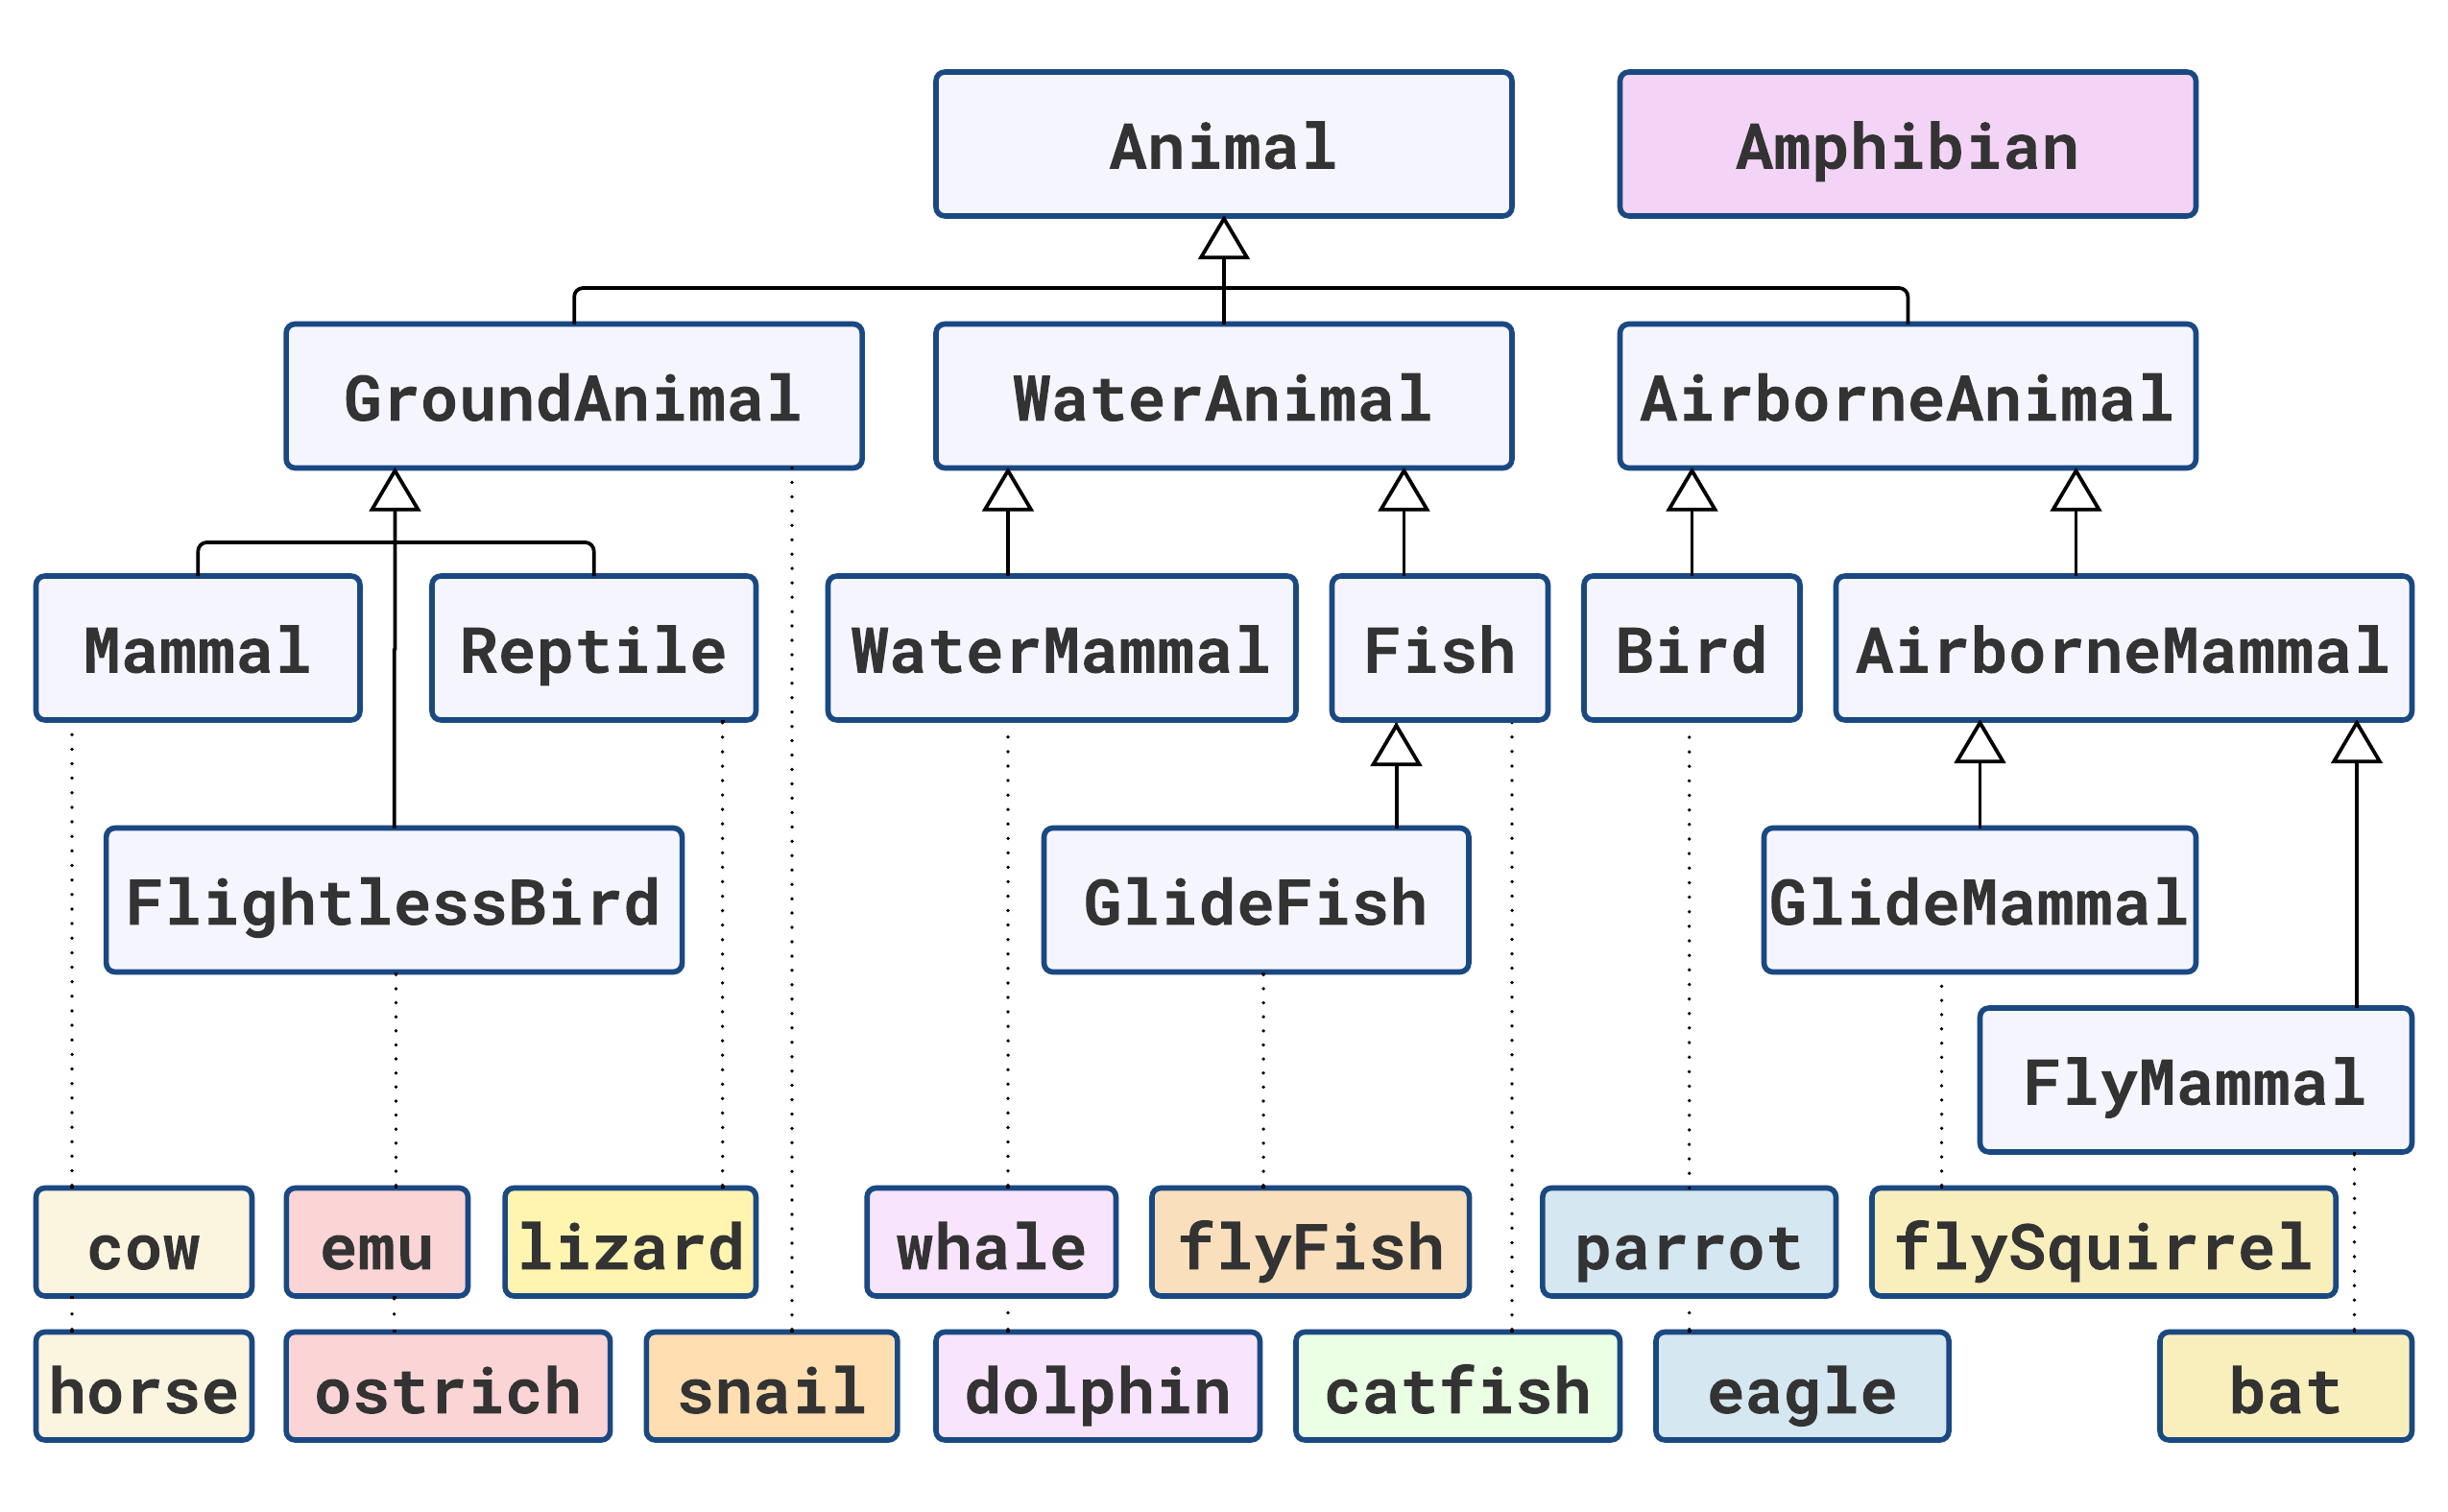 Animal
Amphibian
GroundAnimal
WaterAnimal
AirborneAnimal
Mammal
Reptile
WaterMammal
Fish
Bird
AirborneMammal
FlightlessBird
GlideFish
GlideMammal
FlyMammal
cow
emu
lizard
whale
flyFish
parrot
flySquirrel
horse
ostrich
snail
dolphin
catfish
eagle
bat